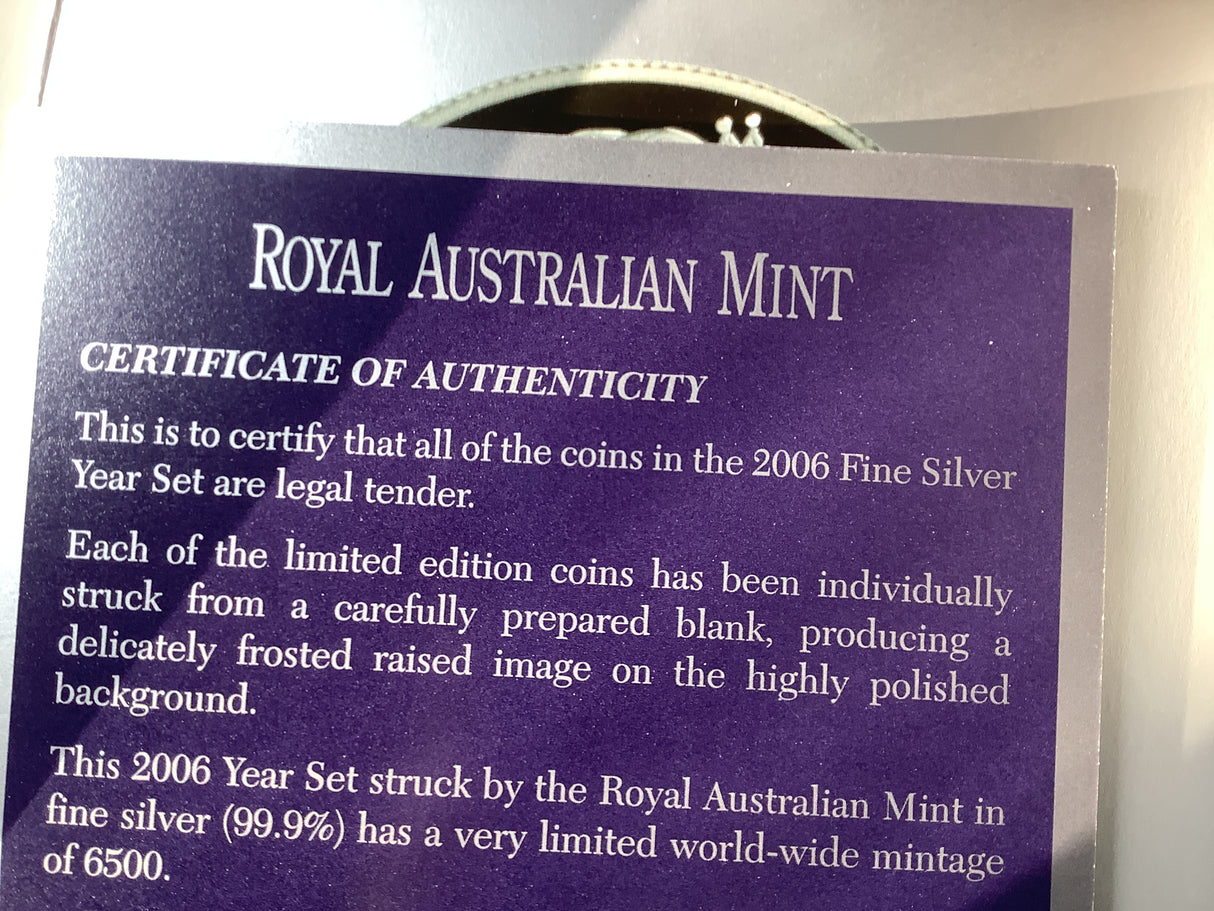 ROYAL AUSTRALIAN MINT
CERTIFICATE OF AUTHENTICITY
This is to certify that all of the coins in the 2006 Fine Silver
Year Set are legal tender.
Each of the limited edition coins has been individually
struck from a carefully prepared blank, producing a
delicately frosted raised image on the highly polished
background.
This 2006 Year Set struck by the Royal Australian Mint in
fine silver (99.9%) has a very limited world-wide mintage
of 6500.